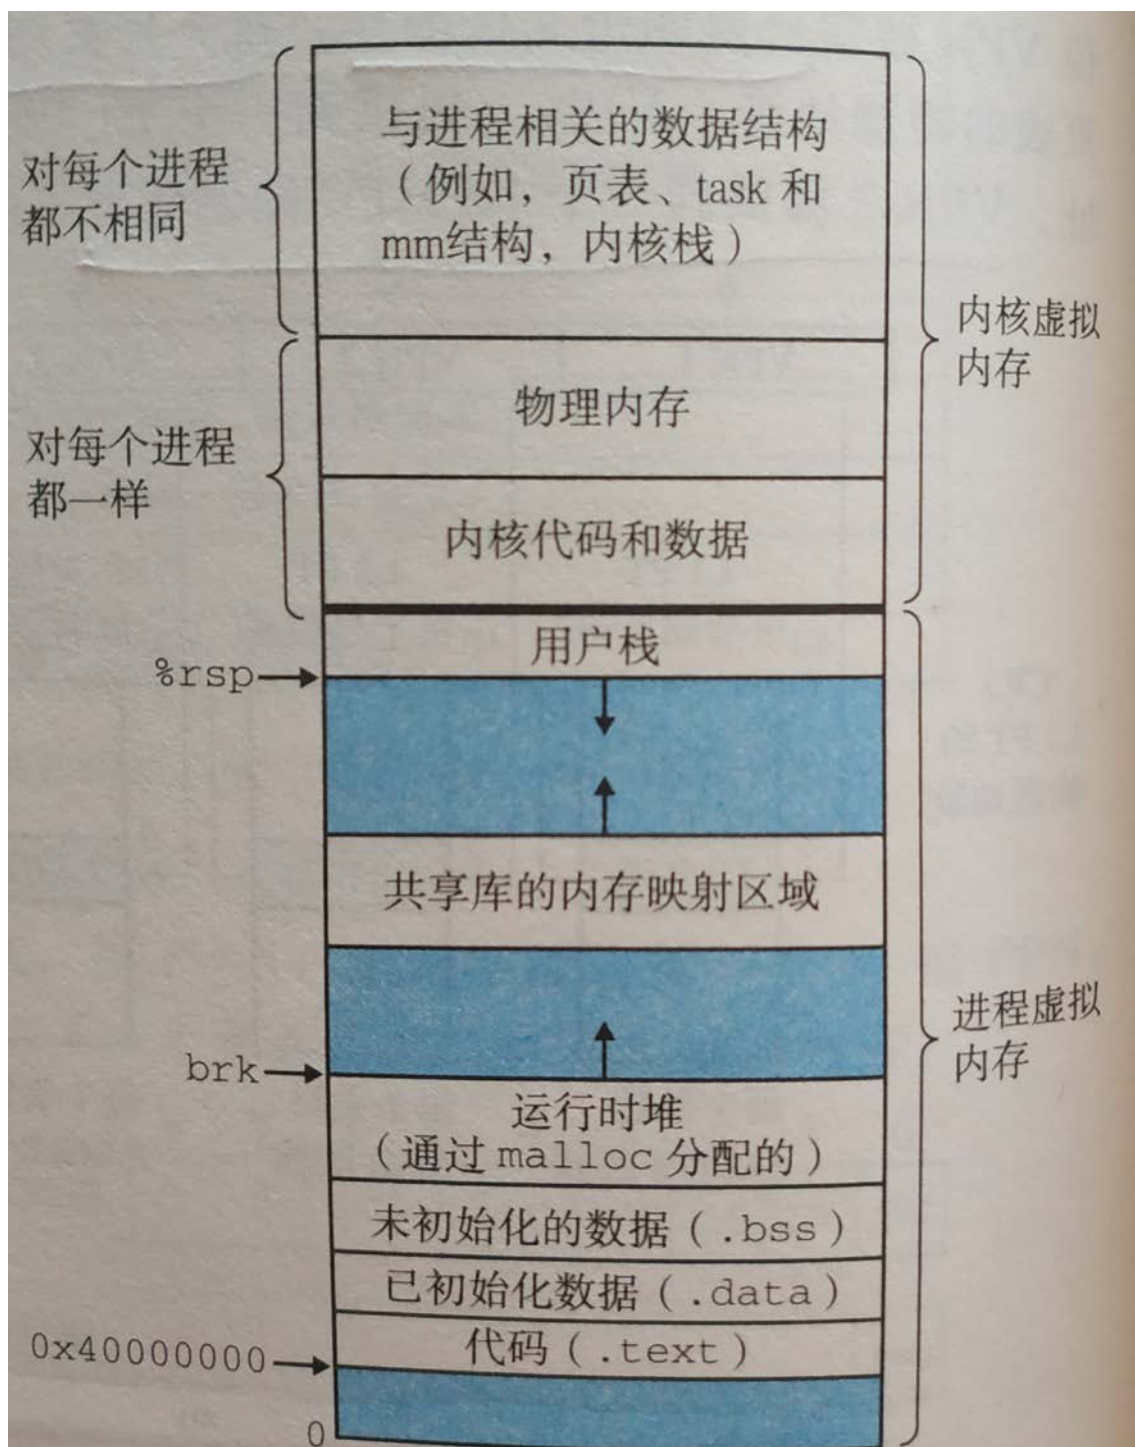 对每个进程
都不相同
与进程相关的数据结构
（例如，页表、task 和
mm结构，内核栈）
内核虚拟
内存
物理内存
对每个进程
都一样
内核代码和数据
用户栈
%rsp
共享库的内存映射区域
进程虚拟
内存
brk
运行时堆
（通过 malloc 分配的）
未初始化的数据（.bss）
已初始化数据（.data）
代码（.text）
0x40000000
0